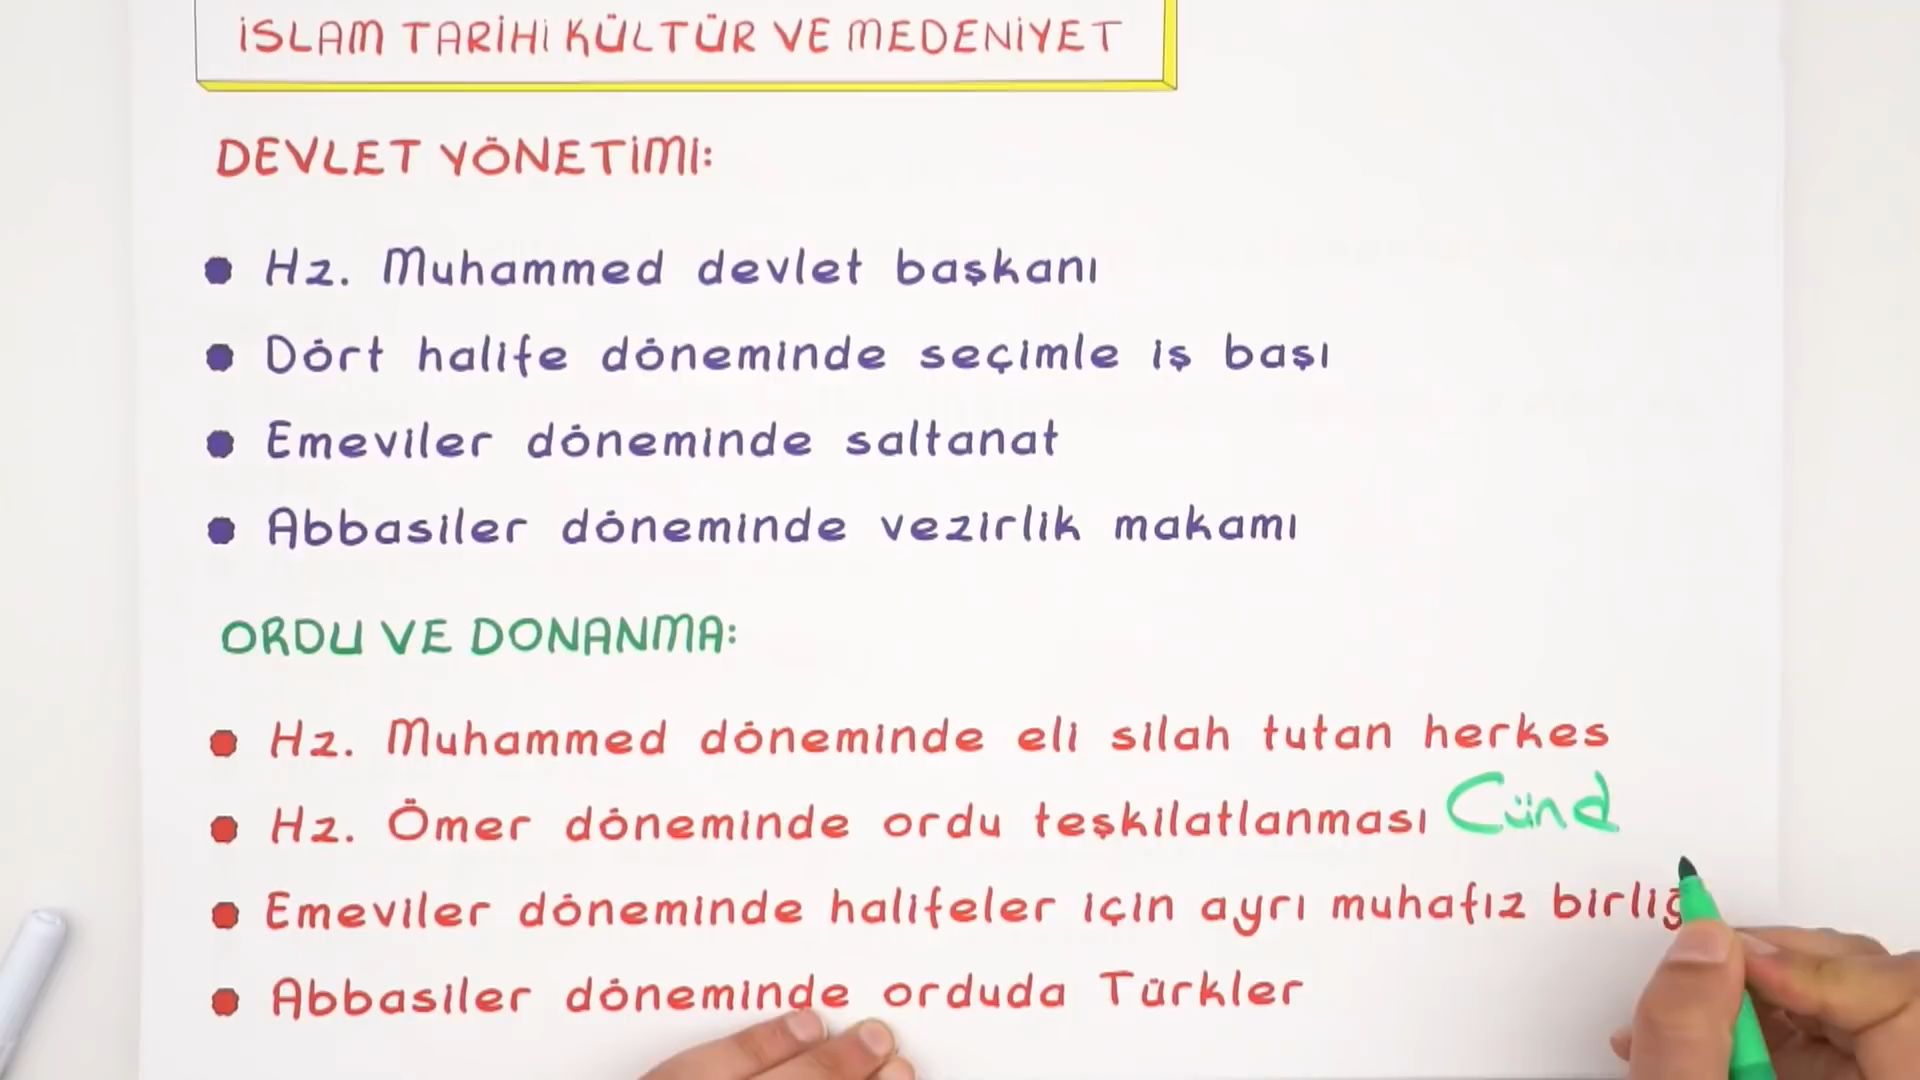 İSLAM TARİHİ KÜLTÜR VE MEDENİYET
DEVLET YÖNETİMİ:
Hz. Muhammed devlet başkanı
Dört halife döneminde seçimle iş başı
Emeviler döneminde saltanat
Abbasiler döneminde vezirlik makamı
ORDU VE DONANMA:
Hz. Muhammed döneminde eli silah tutan herkes
Hz. Ömer döneminde ordu teşkilatlanması Cünd
Emeviler döneminde halifeler için ayrı muhafız
Abbasiler döneminde orduda Türkler